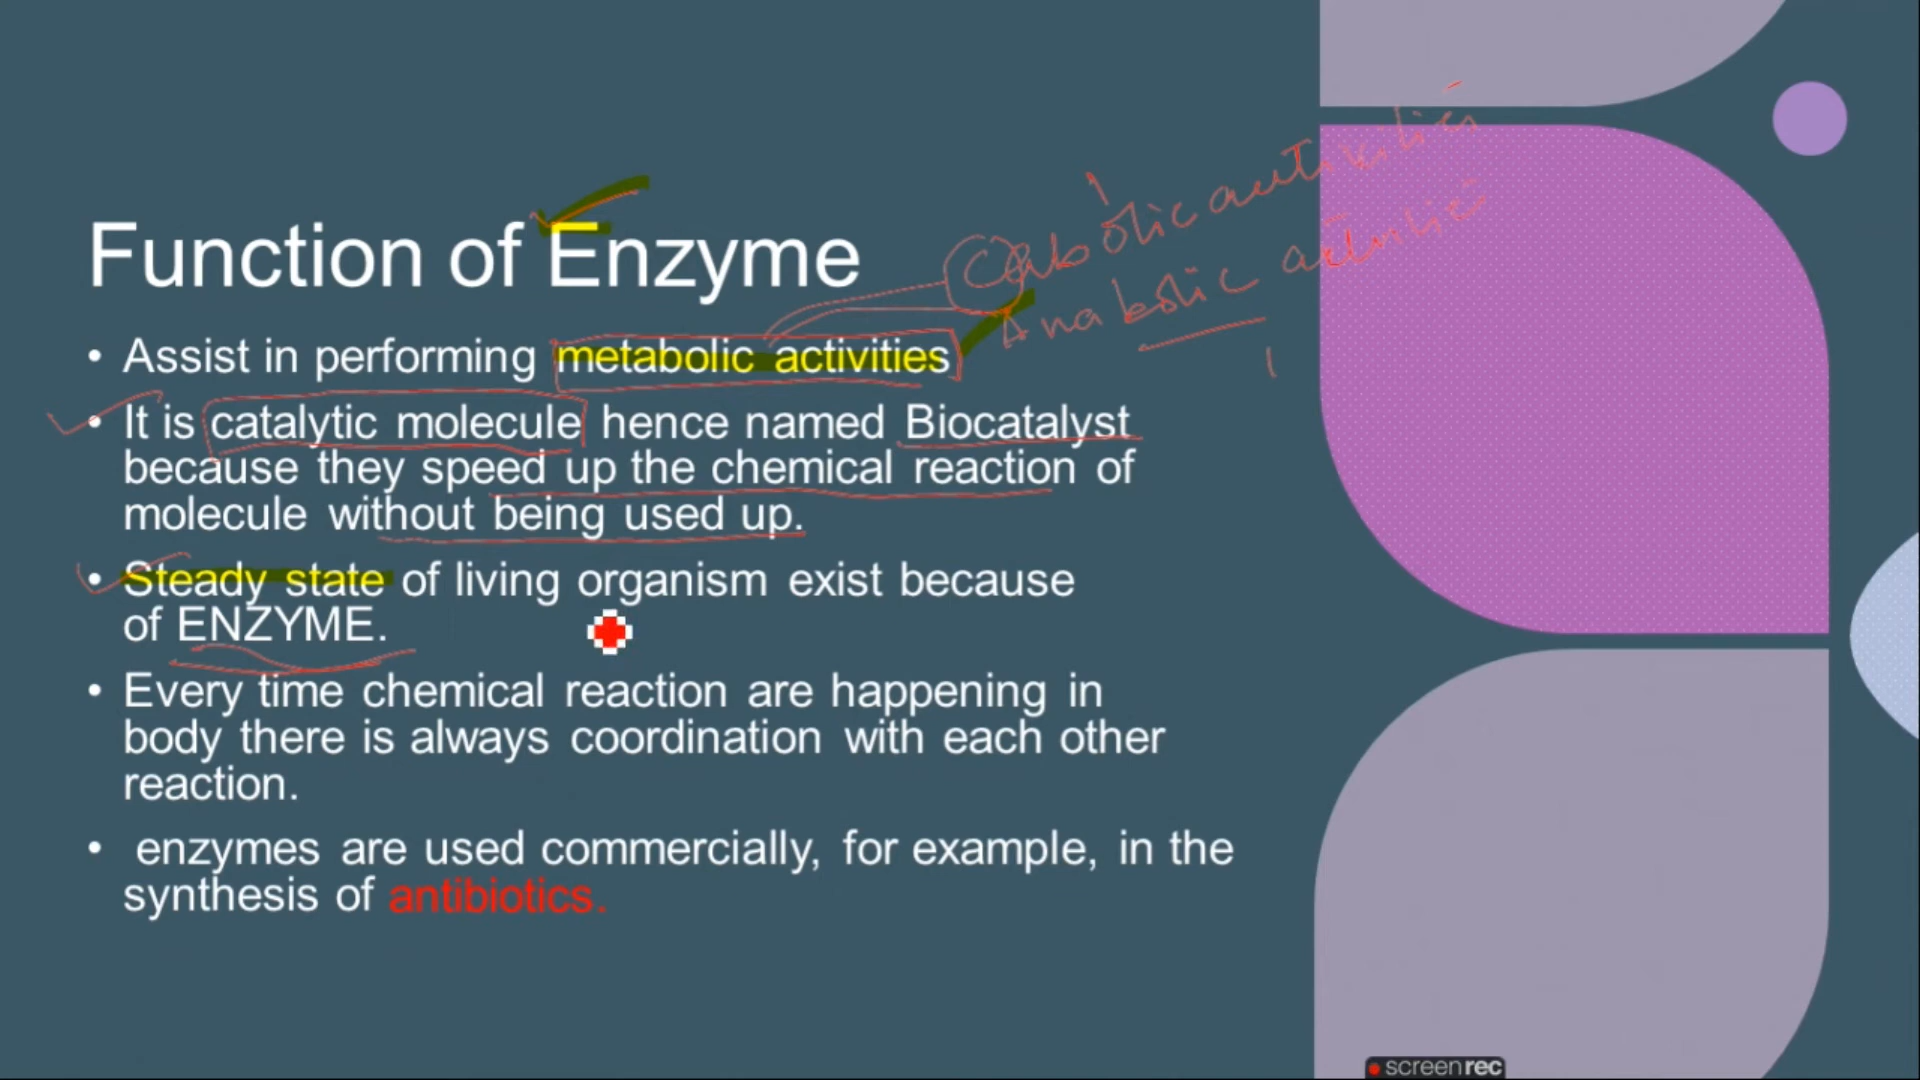 Cabolic autivities
Anabolic activities
Function of Enzyme
• Assist in performing metabolic activities
• It is catalytic molecule hence named Biocatalyst
because they speed up the chemical reaction of
molecule without being used up.
• Steady state of living organism exist because
of ENZYME.
• Every time chemical reaction are happening in
body there is always coordination with each other
reaction.
• enzymes are used commercially, for example, in the
synthesis of antibiotics.
screenrec